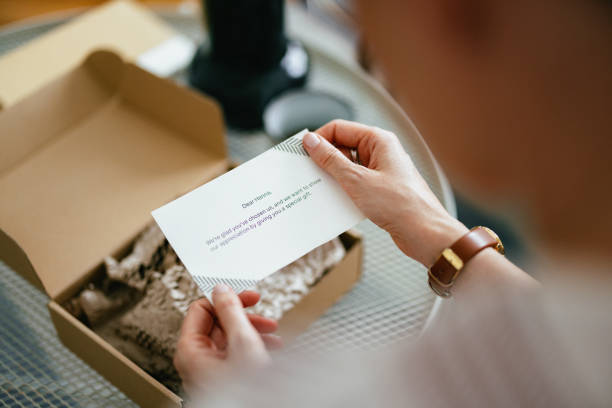 Dear Hanna,
We're glad you've chosen us, and we want to show
our appreciation by giving you a special gift.